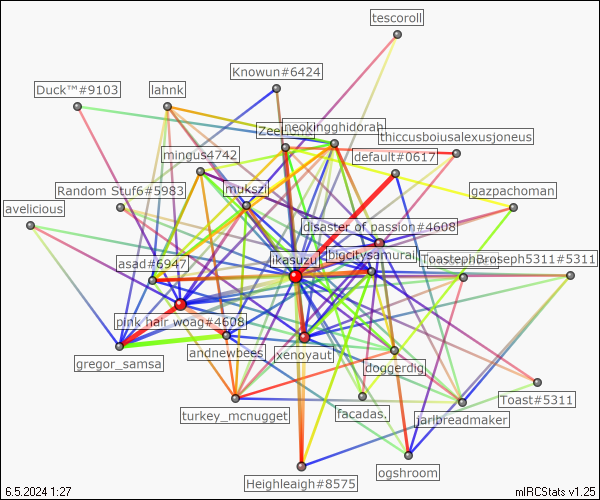 tescoroll
Knowun#6424
Duck™#9103
lahnk
neokingghidorah
thiccusboiusalexusjoneus
mingus4742
default#0617
Random Stuf6#5983
mukszi
gazpachoman
avelicious
disaster of passion#4608
likasuzu
bigcitysamurai
ToastephBroseph5311#5311
asad#6947
pink hair woag#4608
andnewbees
xenoyaut
gregor_samsa
doggerdig
Toast#5311
turkey_mcnugget
facadas.
jarlbreadmaker
Heighleaigh#8575
ogshroom
6.5.2024 1:27
mIRCStats v1.25